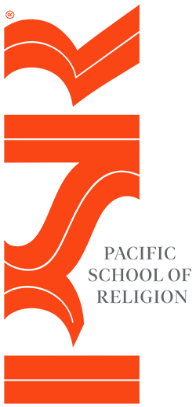 ®
PACIFIC
SCHOOL OF
RELIGION